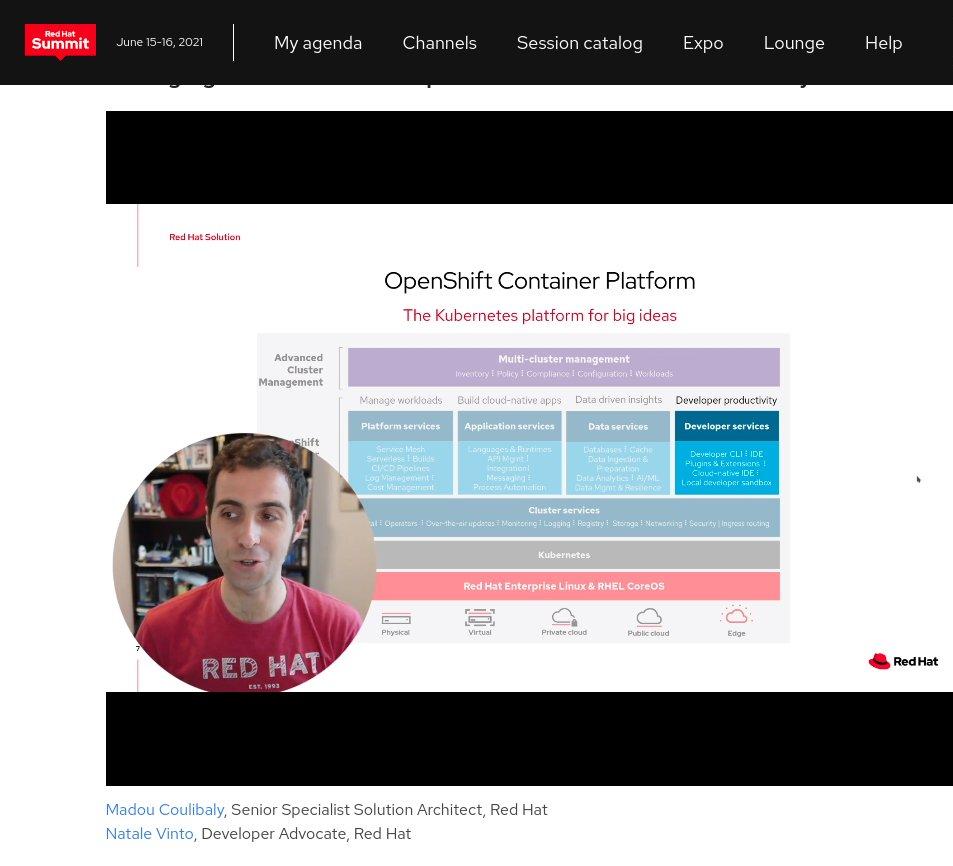 Red Hat
Summit
June 15-16, 2021
My agenda
Channels
Session catalog
Expo
Lounge
Help
Red Hat Solution
OpenShift Container Platform
The Kubernetes platform for big ideas
Advanced
Cluster
Management
Multi-cluster management
Inventory ⁞ Policy ⁞ Compliance ⁞ Configuration ⁞ Workloads
Manage workloads
Build cloud-native apps
Data driven insights
Developer productivity
Platform services
Service Mesh
Serverless ⁞ Builds
CI/CD Pipelines
Log Management ⁞
Cost Management
Application services
Languages & Runtimes
API Mgmt ⁞
Integration⁞
Messaging ⁞
Process Automation
Data services
Databases ⁞ Cache
Data Ingestion &
Preparation
Data Analytics ⁞ AI/ML
Data Mgmt & Resilience
Developer services
Developer CLI ⁞ IDE
Plugins & Extensions ⁞
Cloud-native IDE ⁞
Local developer sandbox
Cluster services
⁞ Operators ⁞ Over-the-air updates ⁞ Monitoring ⁞ Logging ⁞ Registry ⁞ Storage ⁞ Networking ⁞ Security | Ingress routing
Kubernetes
Red Hat Enterprise Linux & RHEL CoreOS
Physical
Virtual
Private cloud
Public cloud
Edge
RED HAT
EST. 1993
7
Red Hat
Madou Coulibaly, Senior Specialist Solution Architect, Red Hat
Natale Vinto, Developer Advocate, Red Hat